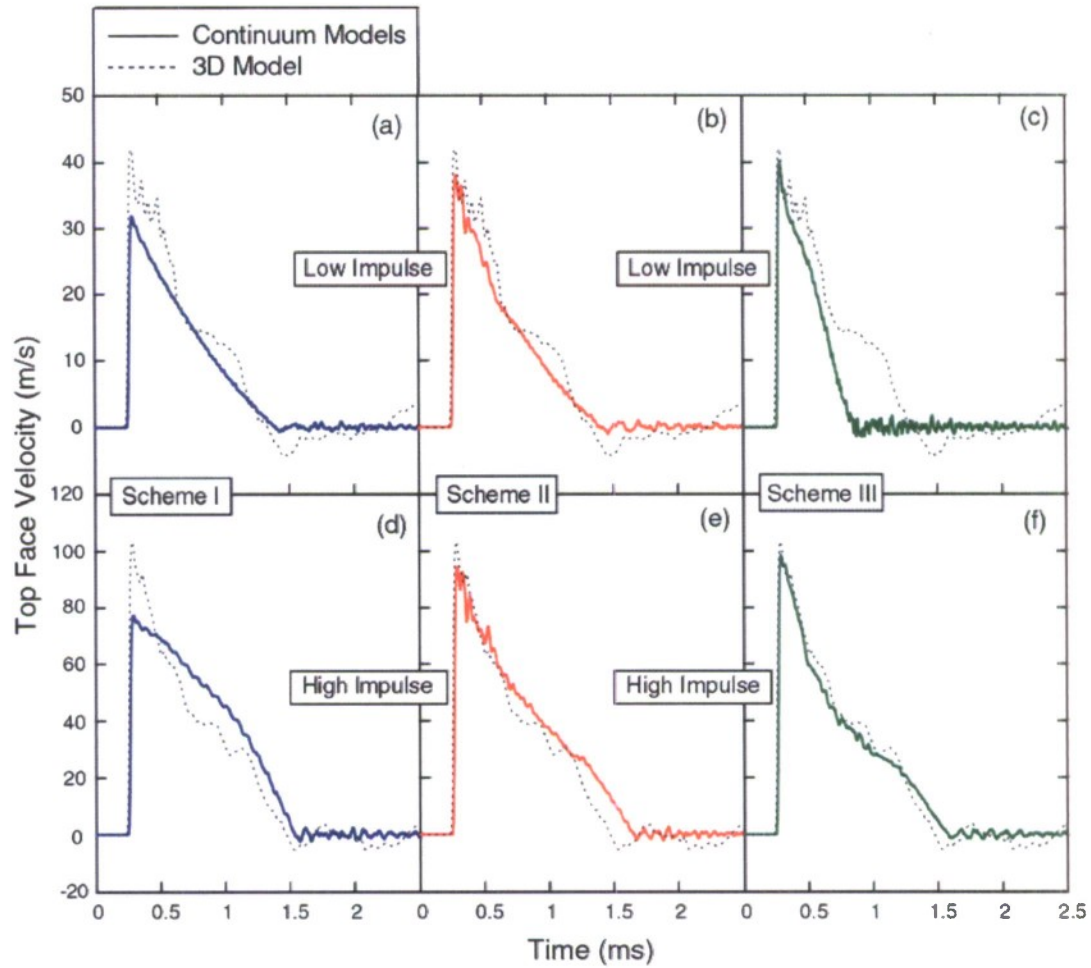 Continuum Models
3D Model
50
40
30
20
10
0
(a)
(b)
(c)
Low Impulse
Low Impulse
Top Face Velocity (m/s)
120
100
80
60
40
20
0
-20
Scheme I
Scheme II
Scheme III
(d)
(e)
(f)
High Impulse
High Impulse
0 0.5 1 1.5 2 0 0.5 1 1.5 2 0 0.5 1 1.5 2 2.5
Time (ms)